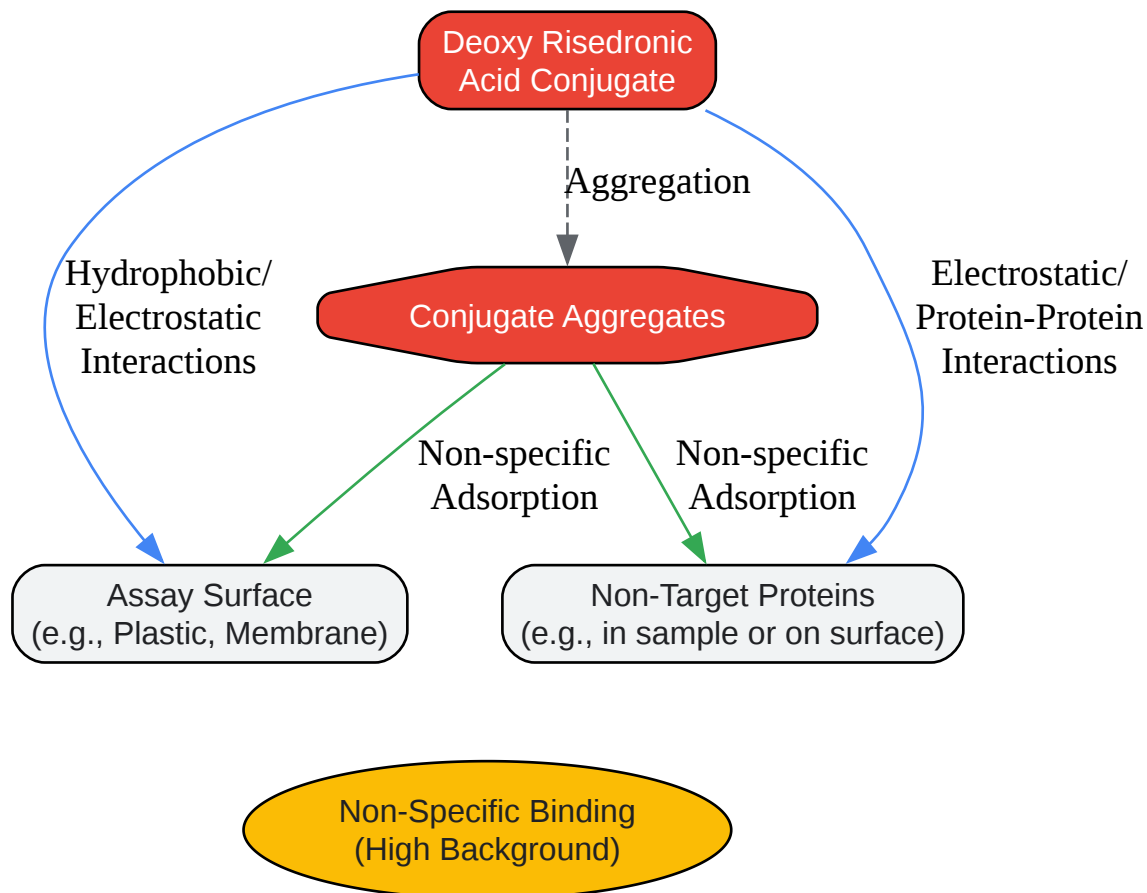 Deoxy Risedronic
Acid Conjugate
Aggregation
Hydrophobic/
Electrostatic
Interactions
Conjugate Aggregates
Electrostatic/
Protein-Protein
Interactions
Non-specific
Adsorption
Non-specific
Adsorption
Assay Surface
(e.g., Plastic, Membrane)
Non-Target Proteins
(e.g., in sample or on surface)
Non-Specific Binding
(High Background)